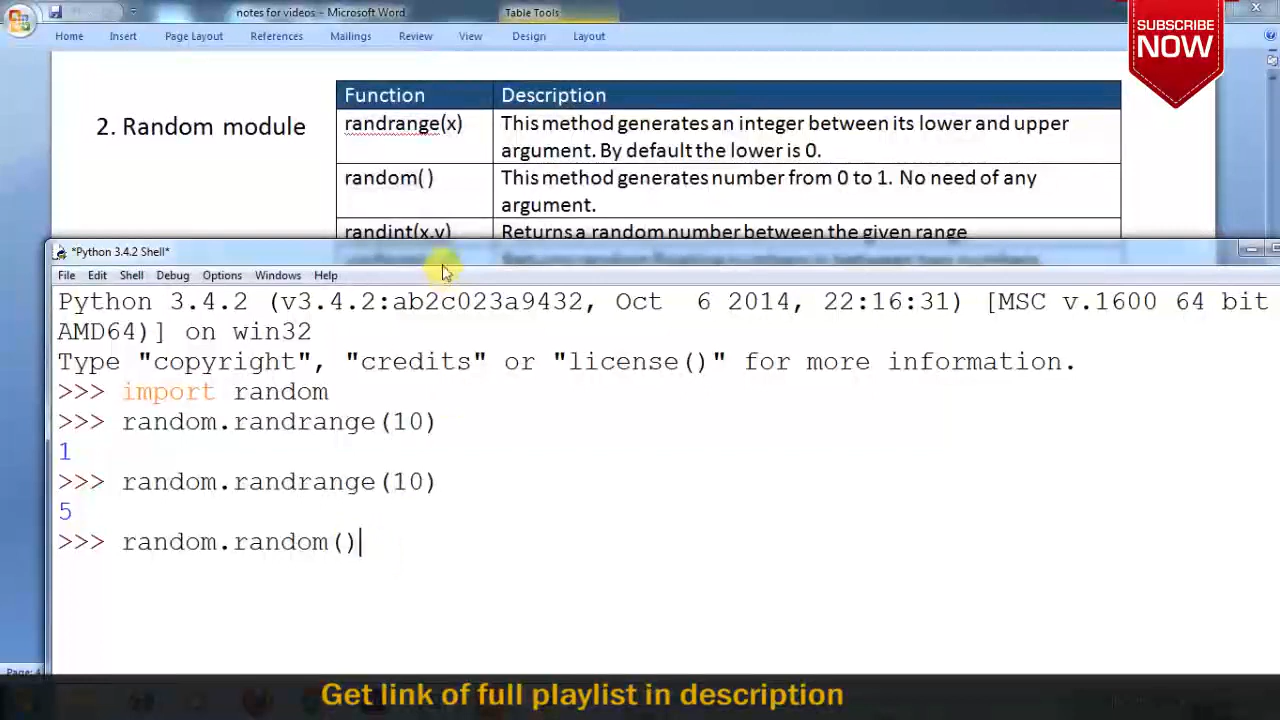 notes for videos – Microsoft Word
Table Tools
SUBSCRIBE
NOW
Home Insert Page Layout References Mailings Review View Design Layout
2. Random module
Function Description
randrange(x) This method generates an integer between its lower and upper
argument. By default the lower is 0.
random( ) This method generates number from 0 to 1. No need of any
argument.
randint(x,y) Returns a random number between the given range
*Python 3.4.2 Shell*
File Edit Shell Debug Options Windows Help
Python 3.4.2 (v3.4.2:ab2c023a9432, Oct  6 2014, 22:16:31) [MSC v.1600 64 bit
AMD64)] on win32
Type "copyright", "credits" or "license()" for more information.
>>> import random
>>> random.randrange(10)
1
>>> random.randrange(10)
5
>>> random.random()
Page: 4
Get link of full playlist in description